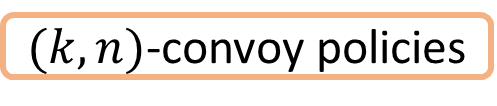 (k, n)-convoy policies